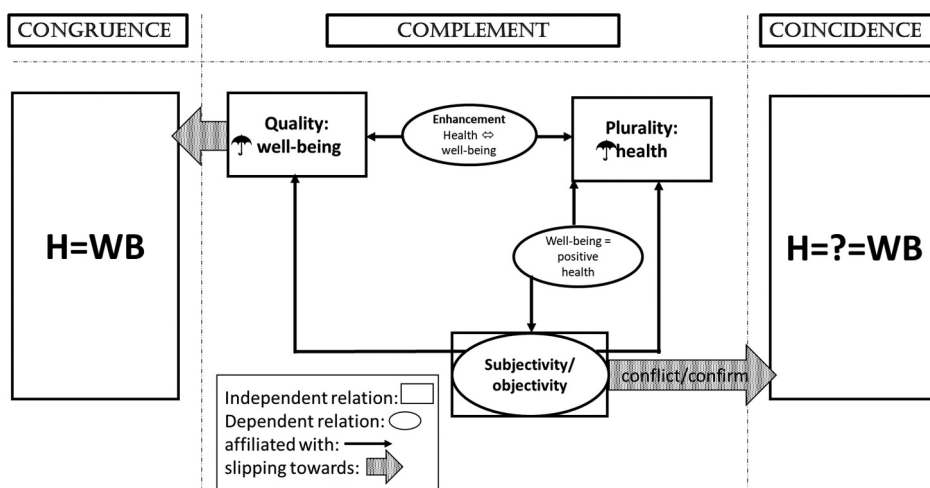 CONGRUENCE
COMPLEMENT
COINCIDENCE
H=WB
Quality:
well-being
Enhancement
Health ⇔
well-being
Plurality:
health
Well-being =
positive
health
Subjectivity/
objectivity
conflict/confirm
H=?=WB
Independent relation:
Dependent relation:
affiliated with:
slipping towards: